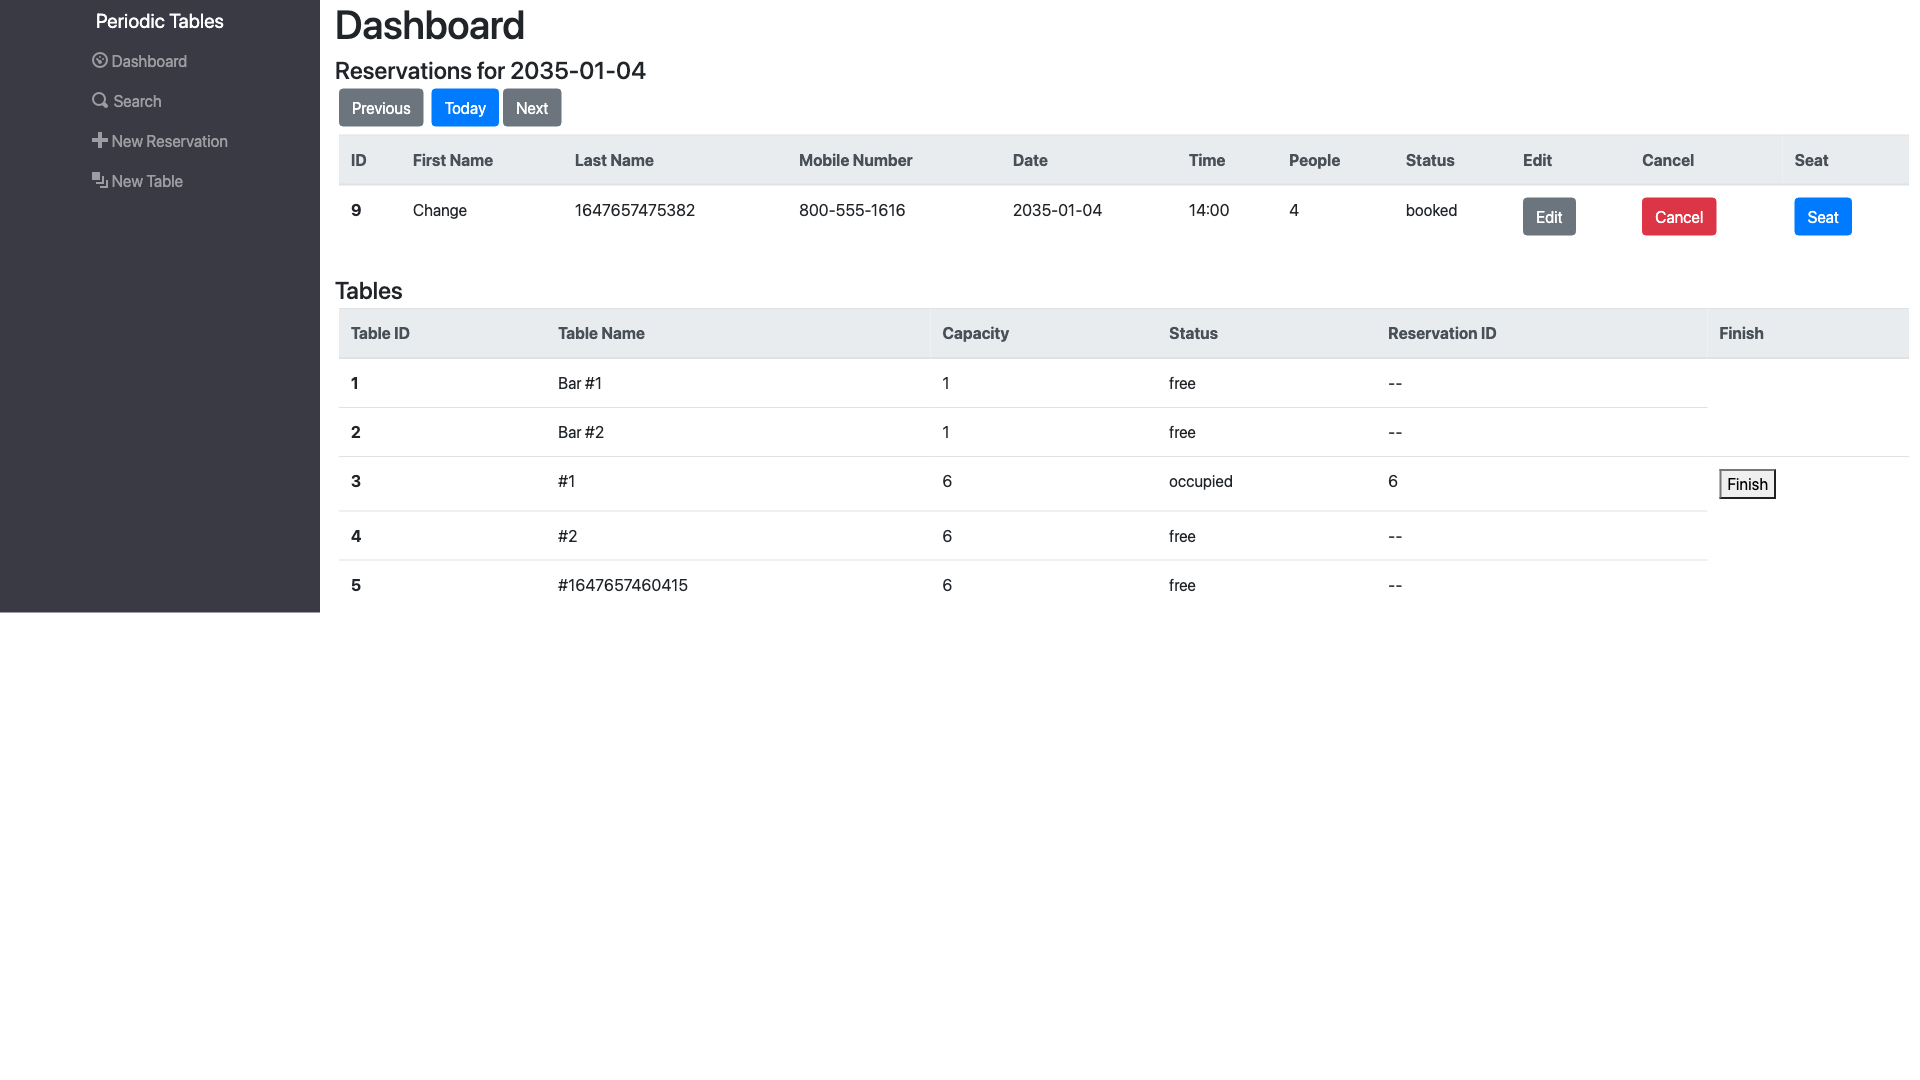 Periodic Tables
Dashboard
Search
New Reservation
New Table
Dashboard
Reservations for 2035-01-04
Previous Today Next
ID First Name Last Name Mobile Number Date Time People Status Edit Cancel Seat
9 Change 1647657475382 800-555-1616 2035-01-04 14:00 4 booked Edit Cancel Seat
Tables
Table ID Table Name Capacity Status Reservation ID Finish
1 Bar #1 1 free --
2 Bar #2 1 free --
3 #1 6 occupied 6 Finish
4 #2 6 free --
5 #1647657460415 6 free --